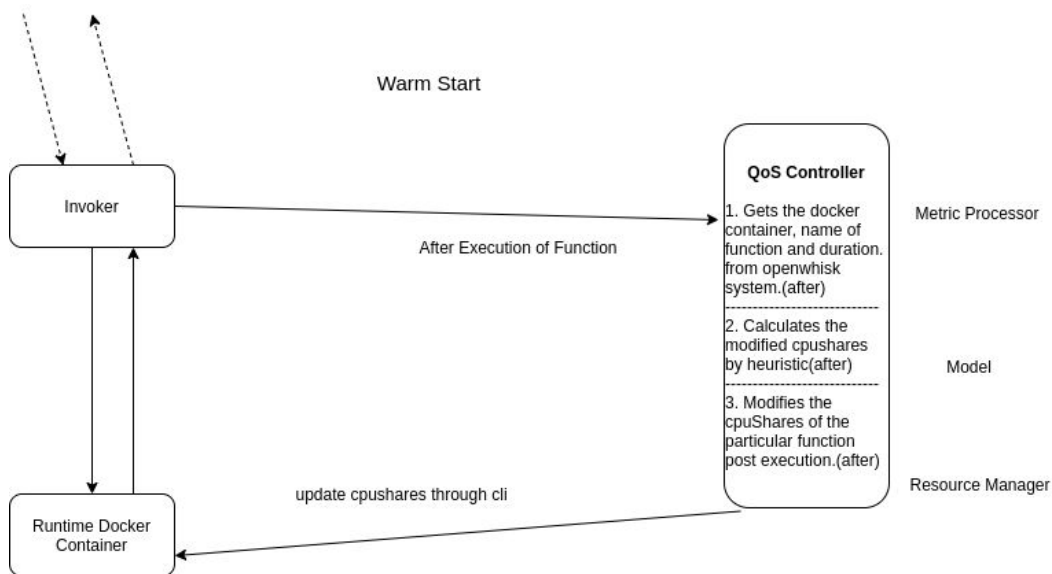 Warm Start
Invoker
After Execution of Function
QoS Controller
1. Gets the docker
container, name of
function and duration.
from openwhisk
system.(after)
2. Calculates the
modified cpushares
by heuristic(after)
3. Modifies the
cpuShares of the
particular function
post execution.(after)
Metric Processor
Model
Resource Manager
update cpushares through cli
Runtime Docker
Container